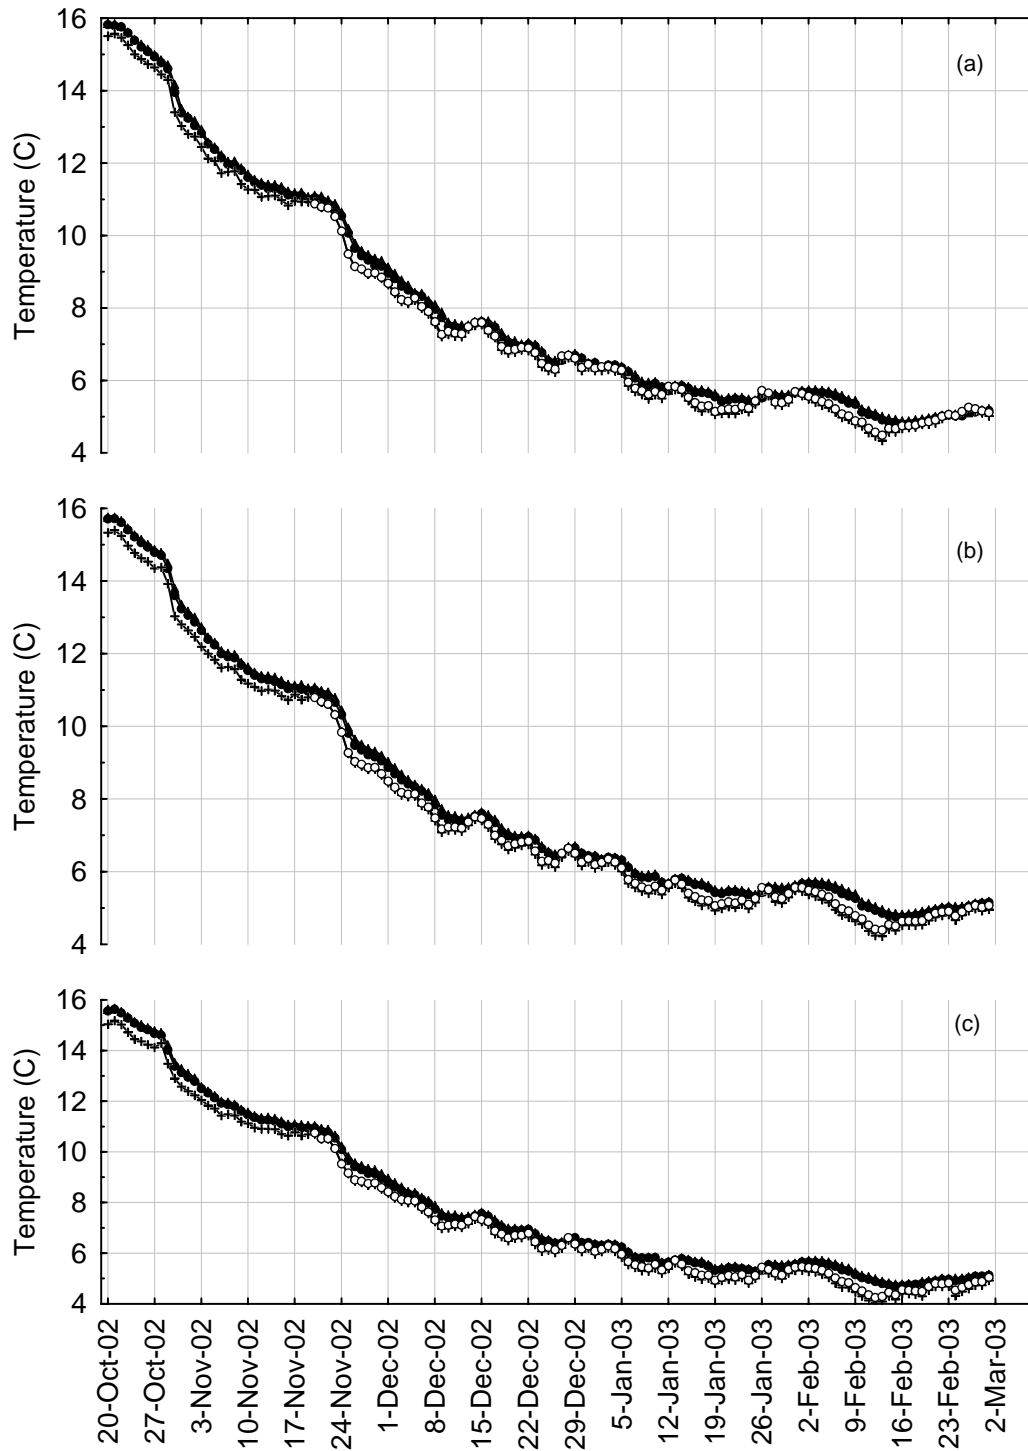 16
14
12
10
8
6
4
Temperature (C)
(a)
16
14
12
10
8
6
4
Temperature (C)
(b)
16
14
12
10
8
6
4
Temperature (C)
(c)
20-Oct-02
27-Oct-02
3-Nov-02
10-Nov-02
17-Nov-02
24-Nov-02
1-Dec-02
8-Dec-02
15-Dec-02
22-Dec-02
29-Dec-02
5-Jan-03
12-Jan-03
19-Jan-03
26-Jan-03
2-Feb-03
9-Feb-03
16-Feb-03
23-Feb-03
2-Mar-03